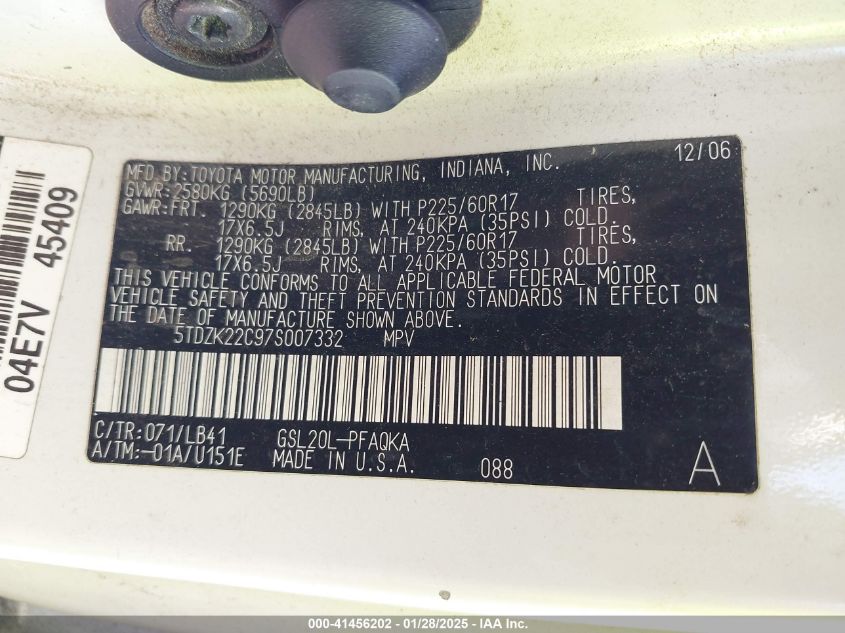 MFD BY:TOYOTA MOTOR MANUFACTURING, INDIANA, INC. 12/06
GVWR:2580KG (5690LB)
GAWR:FRT. 1290KG (2845LB) WITH P225/60R17 TIRES,
17X6.5J RIMS, AT 240KPA (35PSI) COLD.
RR. 1290KG (2845LB) WITH P225/60R17 TIRES,
17X6.5J RIMS, AT 240KPA (35PSI) COLD.
THIS VEHICLE CONFORMS TO ALL APPLICABLE FEDERAL MOTOR
VEHICLE SAFETY AND THEFT PREVENTION STANDARDS IN EFFECT ON
THE DATE OF MANUFACTURE SHOWN ABOVE.
5TDZK22C97S007332 MPV
C/TR:071/LB41 GSL20L-PFAQKA
A/TM:-01A/U151E MADE IN U.S.A. 088 A
04E7V 45409
000-41456202 - 01/28/2025 - IAA Inc.